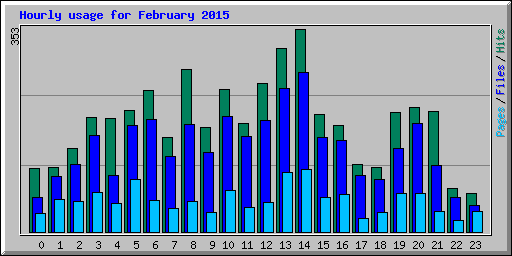 Hourly usage for February 2015
353
Pages / Files / Hits
0 1 2 3 4 5 6 7 8 9 10 11 12 13 14 15 16 17 18 19 20 21 22 23